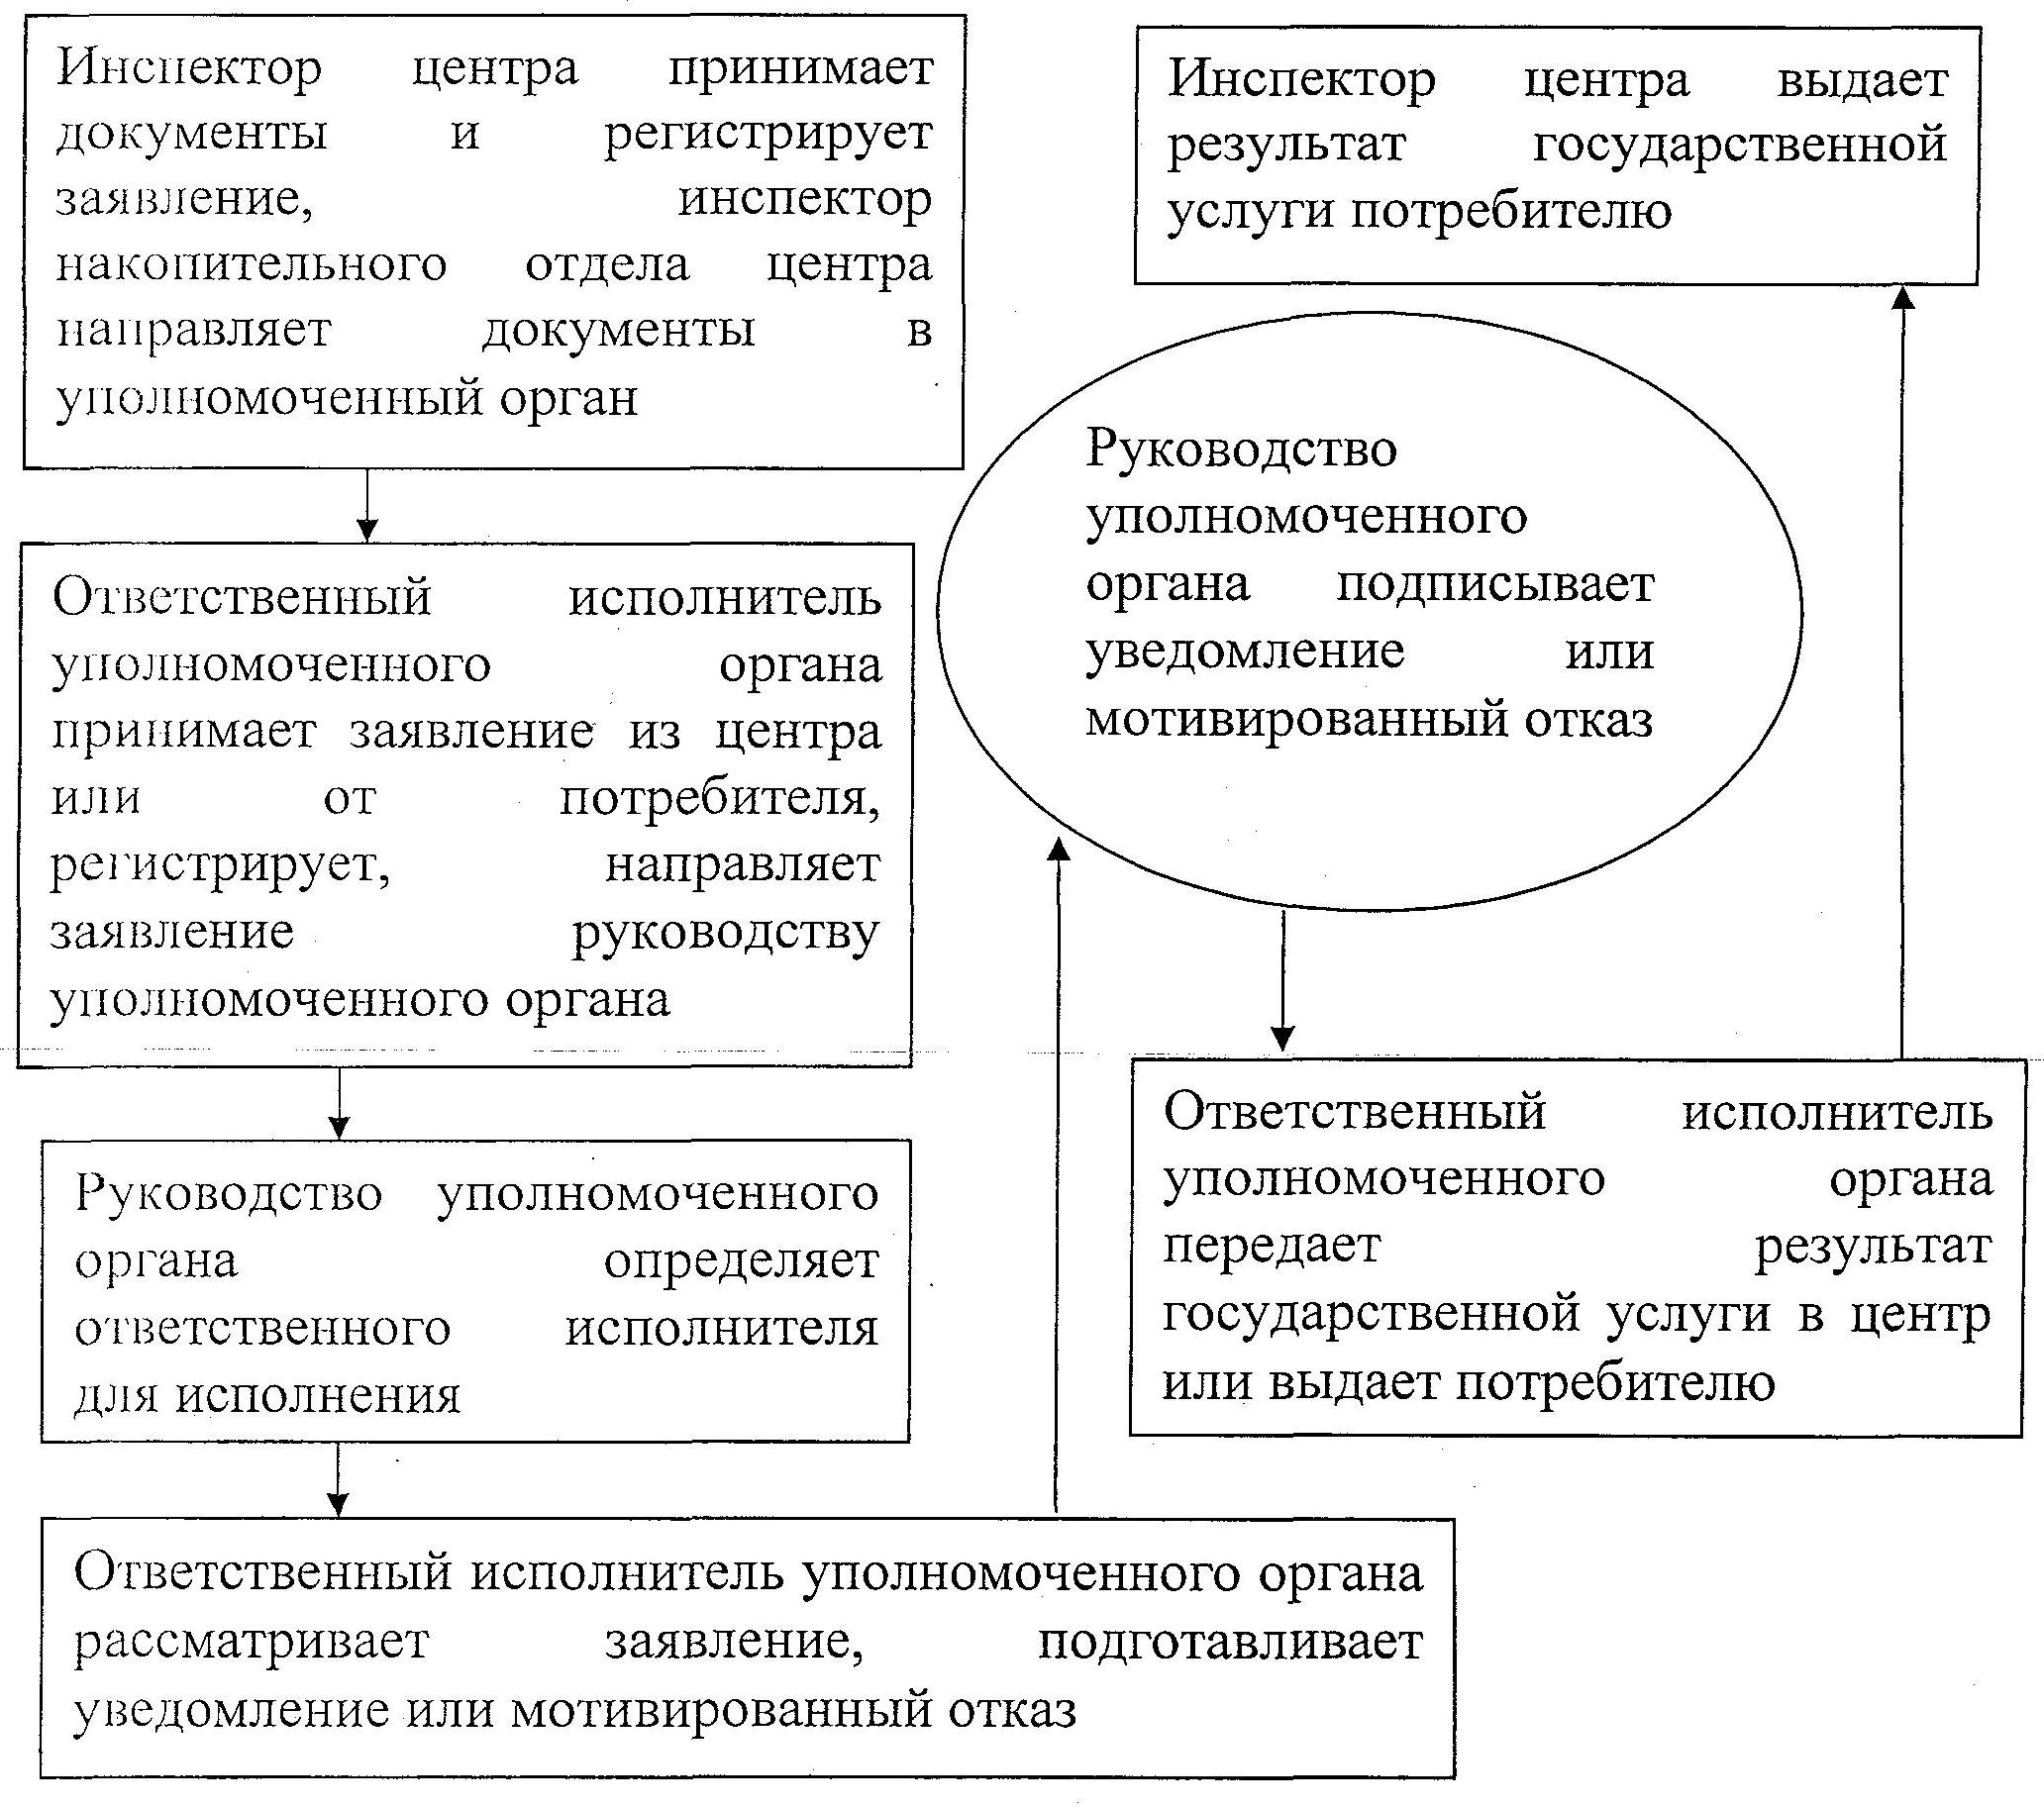 Инспектор центра принимает
документы и регистрирует
заявление, инспектор
накопительного отдела центра
направляет документы в
уполномоченный орган
Ответственный исполнитель
уполномоченного органа
принимает заявление из центра
или от потребителя,
регистрирует, направляет
заявление руководству
уполномоченного органа
Руководство уполномоченного
органа определяет
ответственного исполнителя
для исполнения
Ответственный исполнитель уполномоченного органа
рассматривает заявление, подготавливает
уведомление или мотивированный отказ
Руководство
уполномоченного
органа подписывает
уведомление или
мотивированный отказ
Ответственный исполнитель
уполномоченного органа
передает результат
государственной услуги в центр
или выдает потребителю
Инспектор центра выдает
результат государственной
услуги потребителю